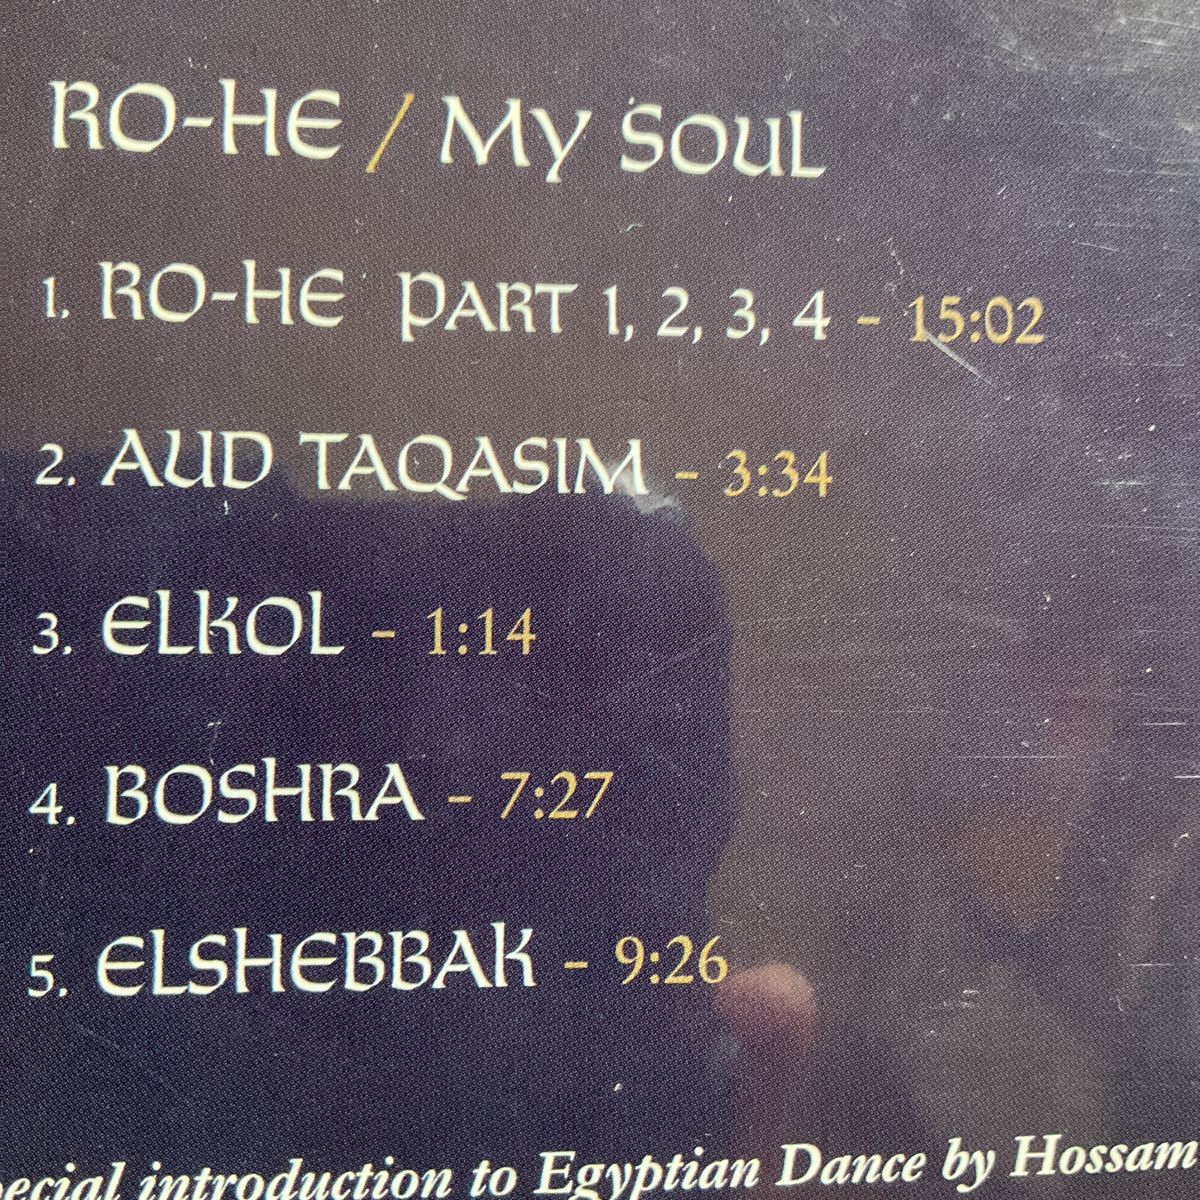 RO-HE / My Soul
1. RO-HE Part 1, 2, 3, 4 - 15:02
2. AUD TAQASIM - 3:34
3. ELKOL - 1:14
4. BOSHRA - 7:27
5. ELSHEBBAK - 9:26
introduction to Egyptian Dance by Hossam